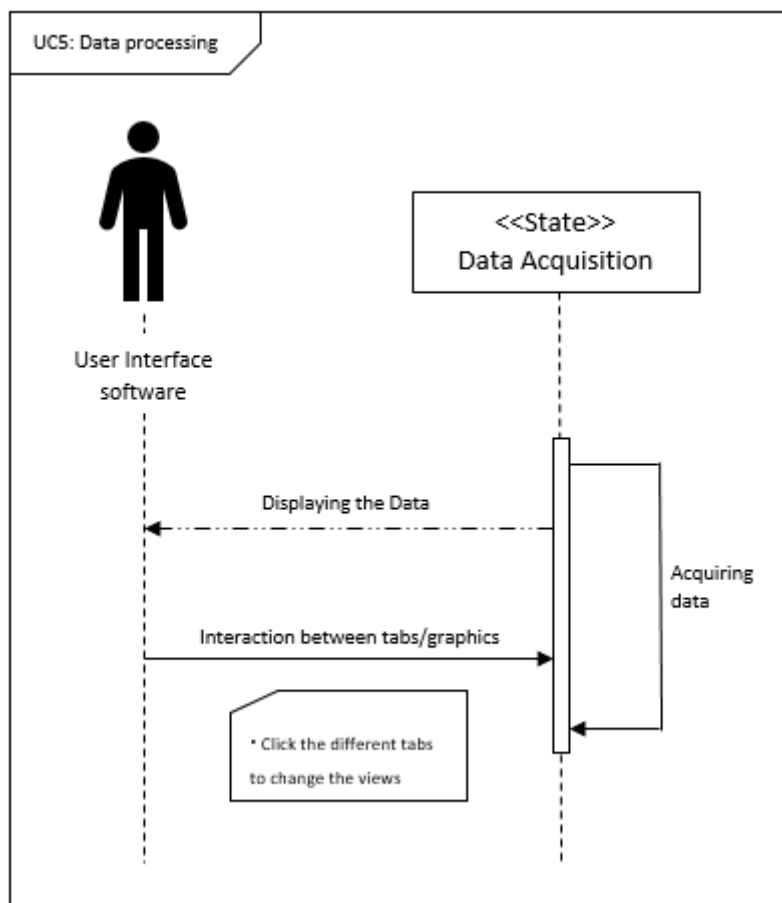 UC5: Data processing
<<State>>
Data Acquisition
User Interface
software
Displaying the Data
Acquiring
data
Interaction between tabs/graphics
* Click the different tabs
to change the views